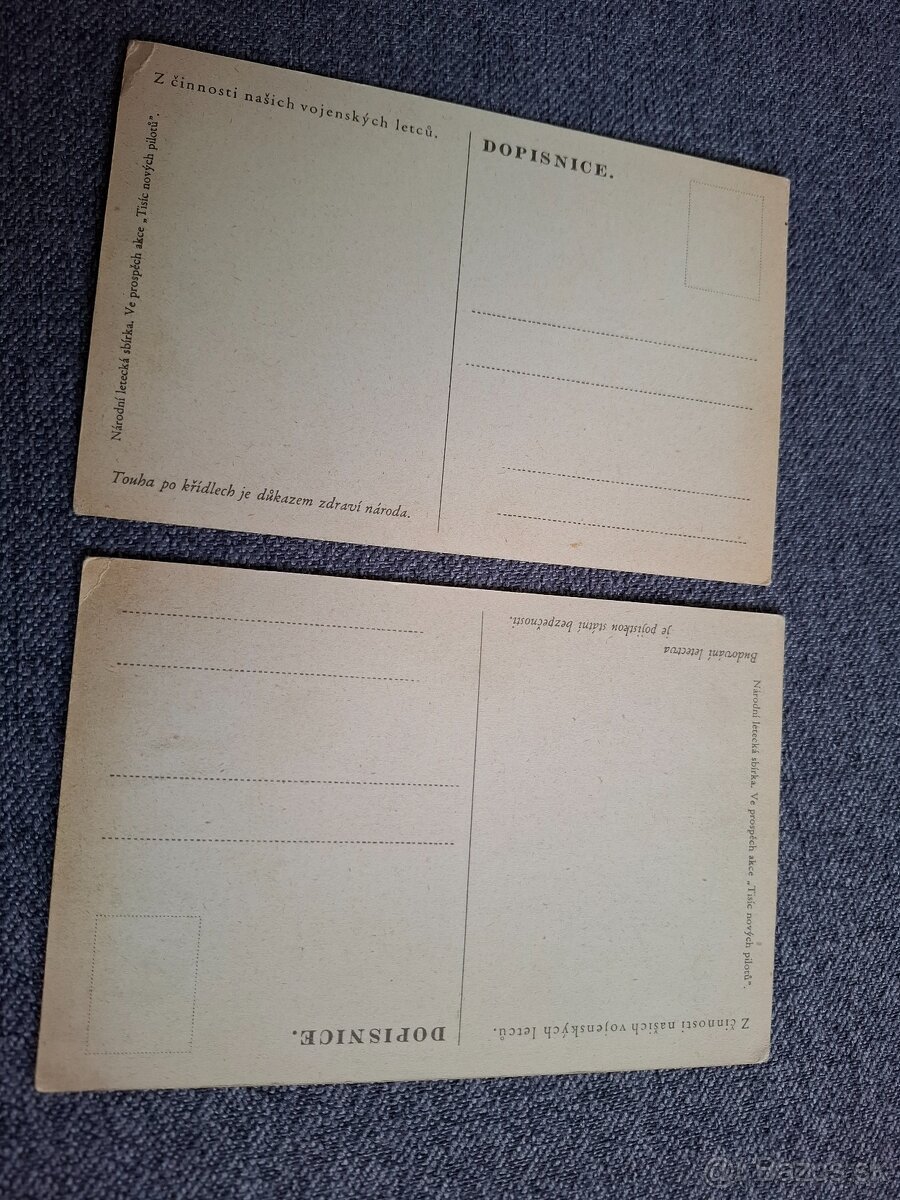 Z činnosti našich vojenských letců.
DOPISNICE.
Národní letecká sbírka. Ve prospěch akce „Tisíc nových pilotů".
Touha po křídlech je důkazem zdraví národa.
Z činnosti našich vojenských letců.
DOPISNICE.
Národní letecká sbírka. Ve prospěch akce „Tisíc nových pilotů".
Budování letectva
je pojistkou státní bezpečnosti.
Bazos.sk